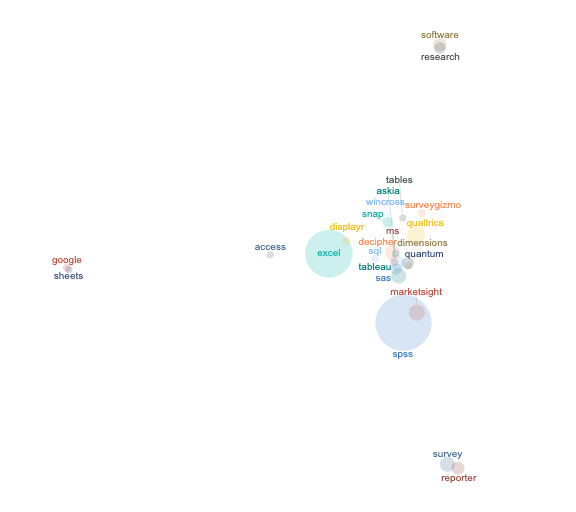 software
research
tables
askia
wincross
surveygizmo
snap
qualtrics
displayr
ms
decipher
dimensions
access
sql
excel
quantum
google
tableau
sheets
sas
marketsight
spss
survey
reporter